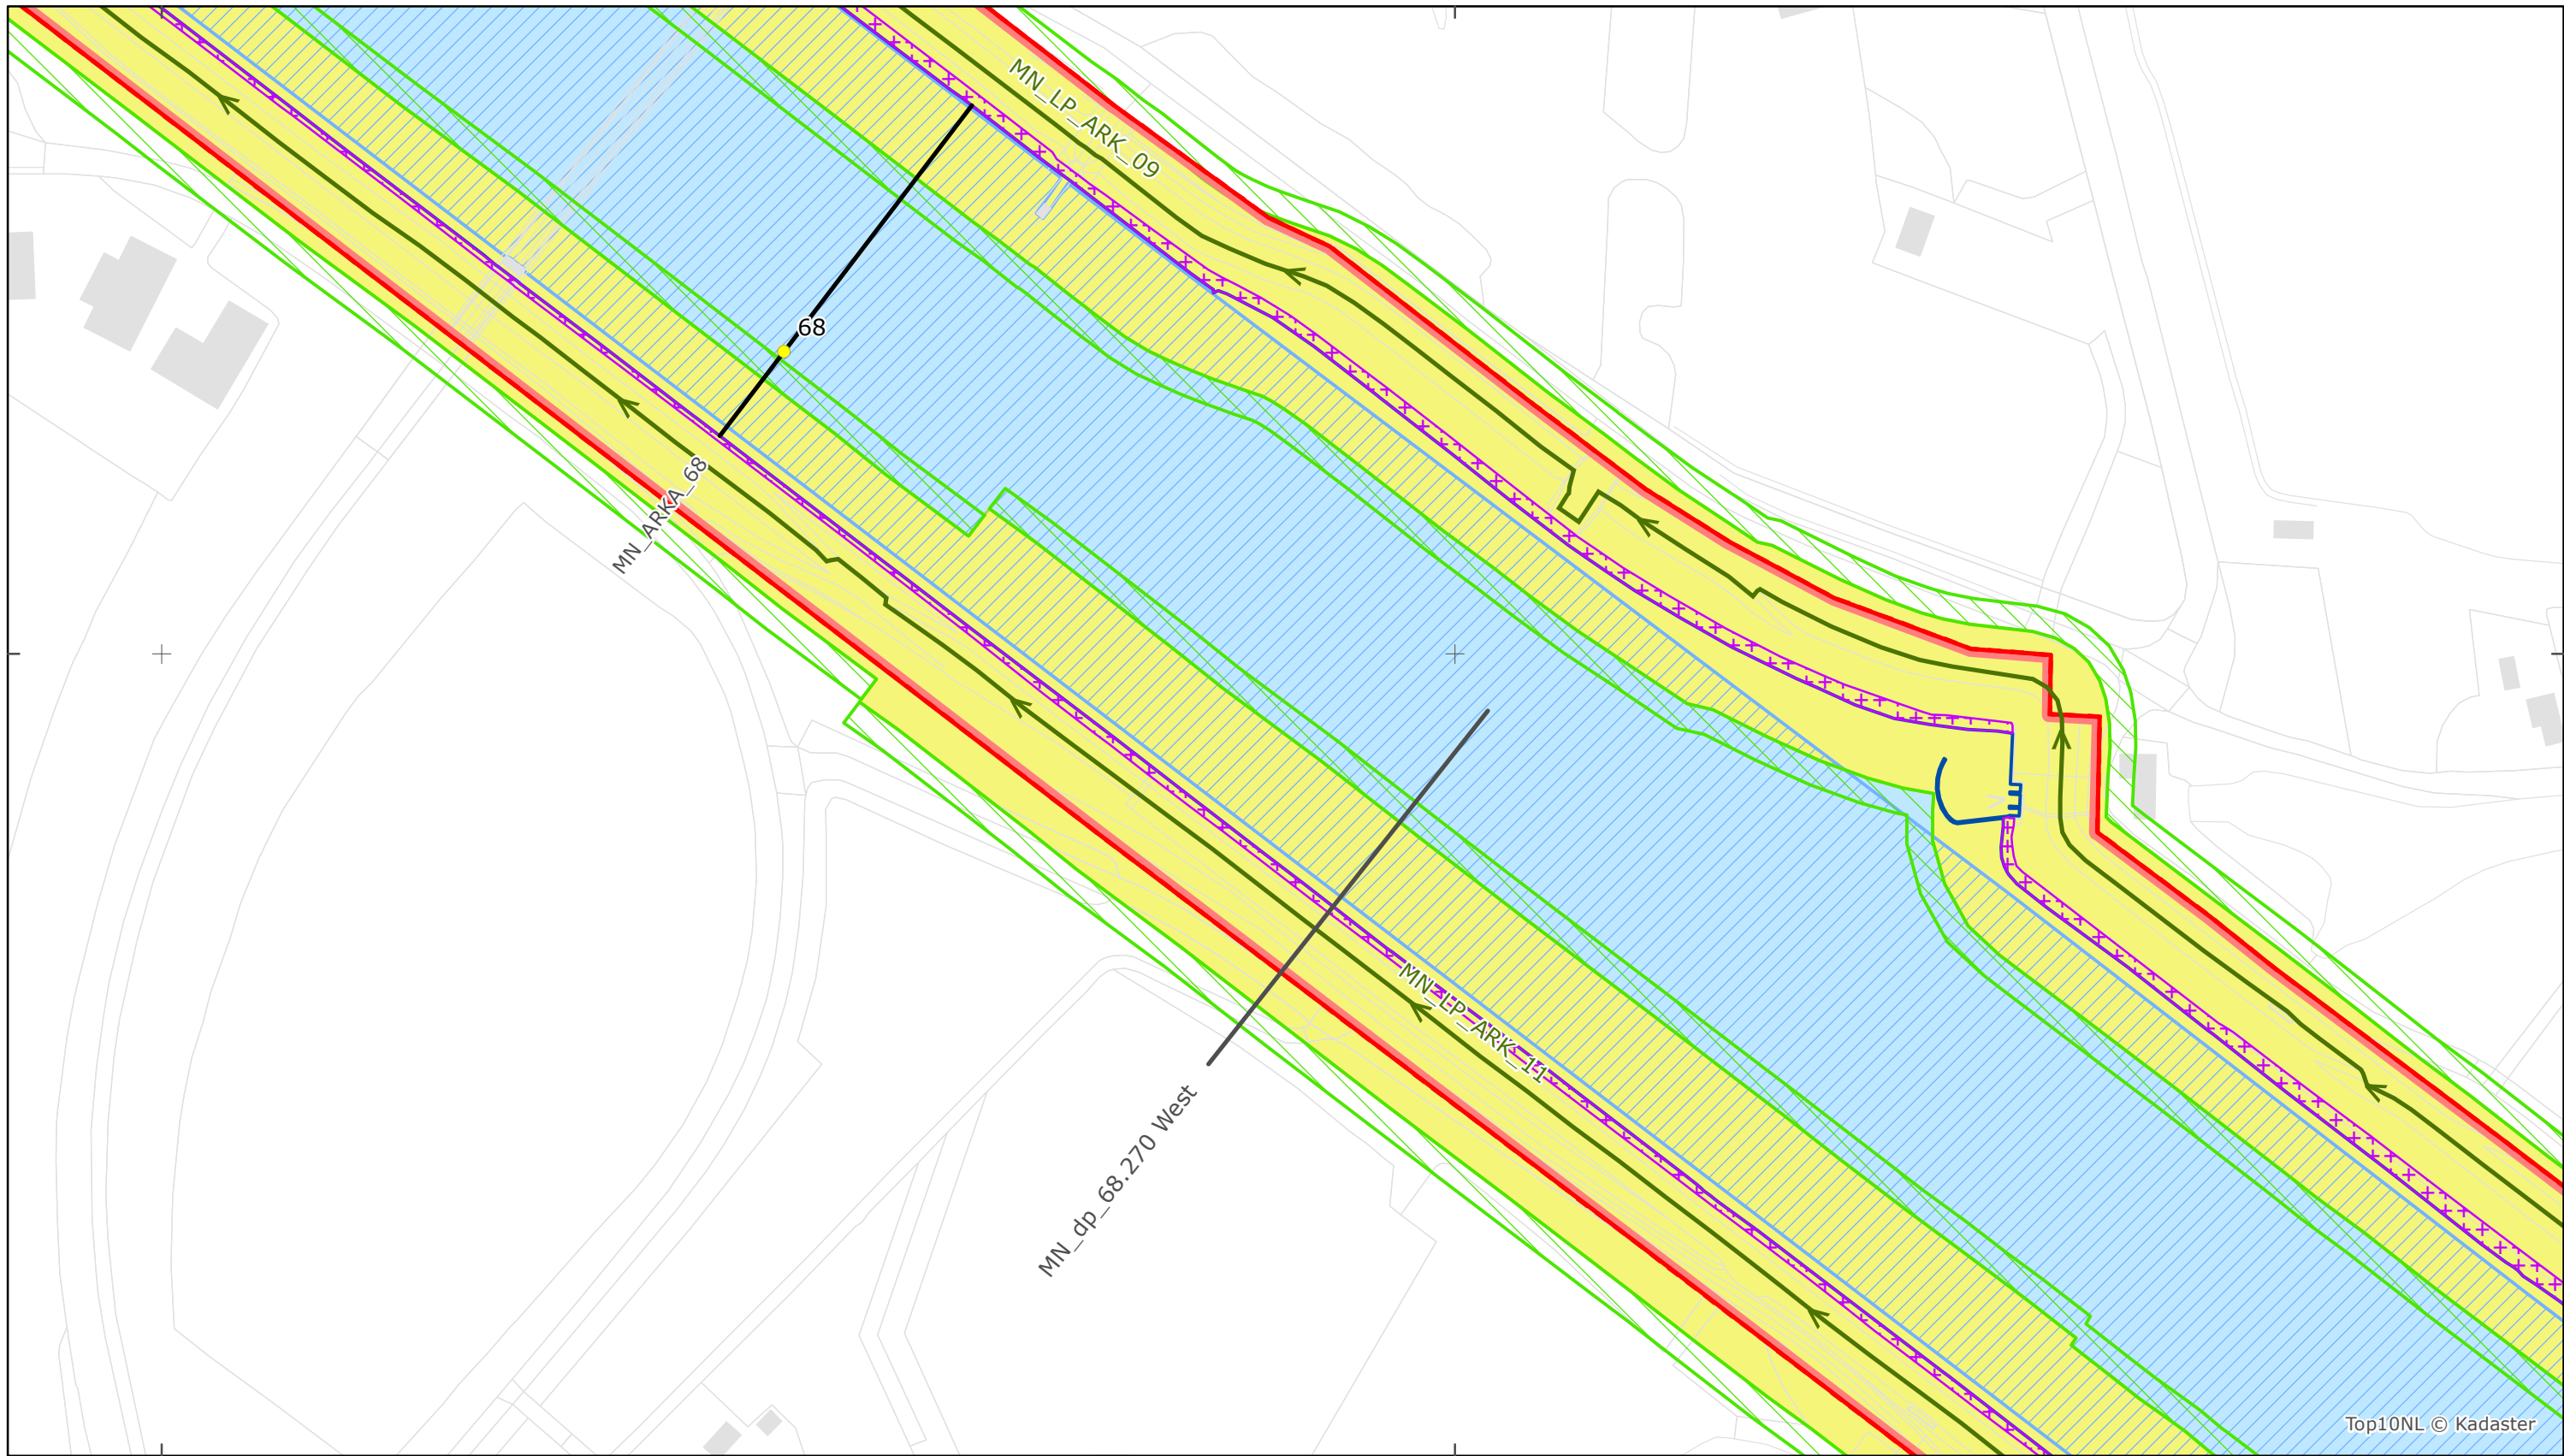 MN_LP_ARK_09
68
MN_ARKA_68
MN_LP_ARK_11
MN_dp_68.270 West
Top10NL © Kadaster